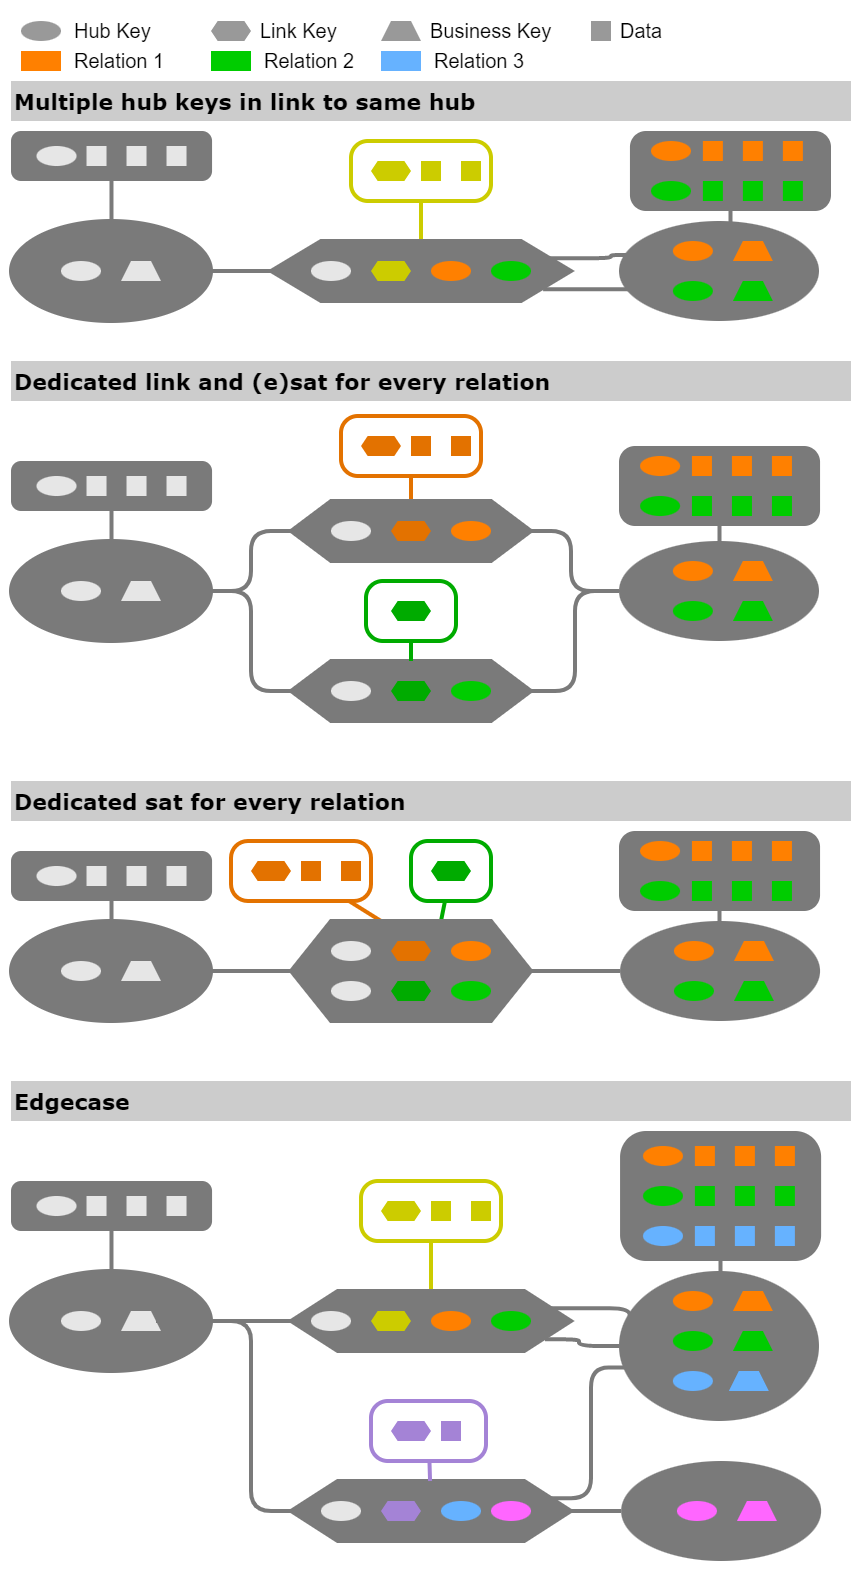 Hub Key Link Key Business Key Data
Relation 1 Relation 2 Relation 3
Multiple hub keys in link to same hub
Dedicated link and (e)sat for every relation
Dedicated sat for every relation
Edgecase